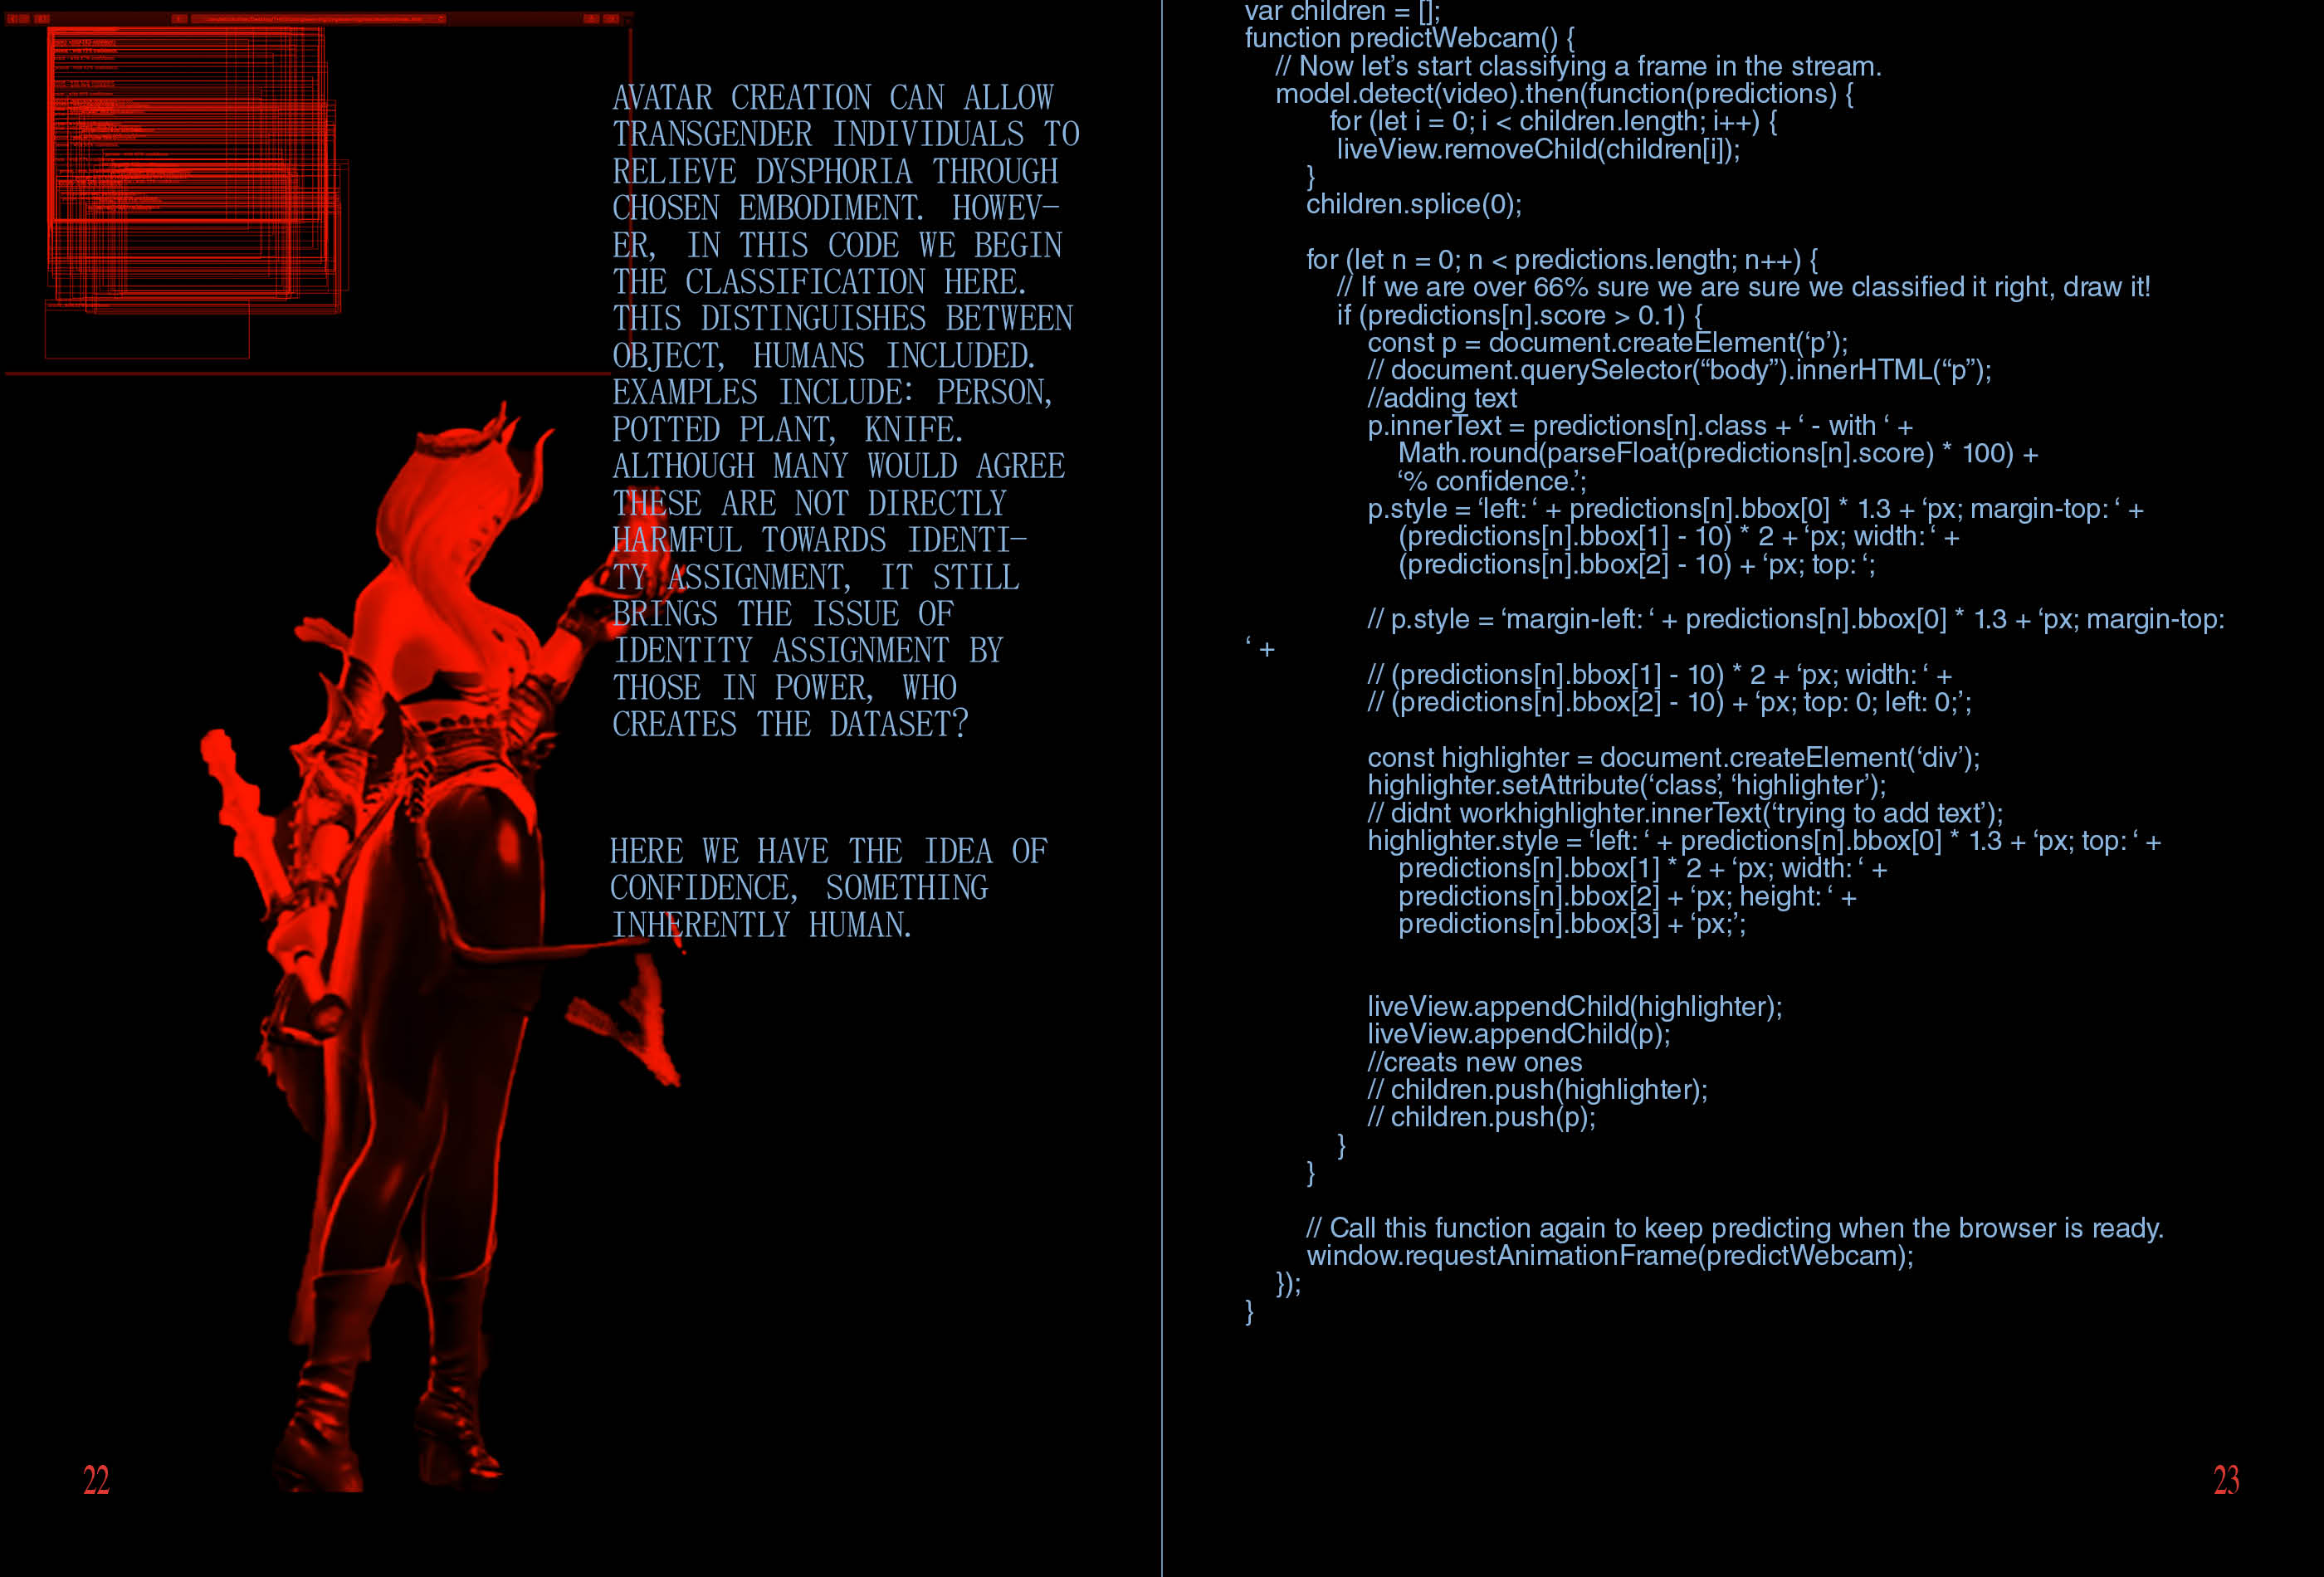 AVATAR CREATION CAN ALLOW
TRANSGENDER INDIVIDUALS TO
RELIEVE DYSPHORIA THROUGH
CHOSEN EMBODIMENT. HOWEV-
ER, IN THIS CODE WE BEGIN
THE CLASSIFICATION HERE.
THIS DISTINGUISHES BETWEEN
OBJECT, HUMANS INCLUDED.
EXAMPLES INCLUDE: PERSON,
POTTED PLANT, KNIFE.
ALTHOUGH MANY WOULD AGREE
THESE ARE NOT DIRECTLY
HARMFUL TOWARDS IDENTI-
TY ASSIGNMENT, IT STILL
BRINGS THE ISSUE OF
IDENTITY ASSIGNMENT BY
THOSE IN POWER, WHO
CREATES THE DATASET?
HERE WE HAVE THE IDEA OF
CONFIDENCE, SOMETHING
INHERENTLY HUMAN.
22
var children = [];
function predictWebcam() {
// Now let’s start classifying a frame in the stream.
model.detect(video).then(function(predictions) {
for (let i = 0; i < children.length; i++) {
liveView.removeChild(children[i]);
}
children.splice(0);
for (let n = 0; n < predictions.length; n++) {
// If we are over 66% sure we are sure we classified it right, draw it!
if (predictions[n].score > 0.1) {
const p = document.createElement(‘p’);
// document.querySelector(“body”).innerHTML(“p”);
//adding text
p.innerText = predictions[n].class + ‘ - with ‘ +
Math.round(parseFloat(predictions[n].score) * 100) +
‘% confidence.’;
p.style = ‘left: ‘ + predictions[n].bbox[0] * 1.3 + ‘px; margin-top: ‘ +
(predictions[n].bbox[1] - 10) * 2 + ‘px; width: ‘ +
(predictions[n].bbox[2] - 10) + ‘px; top: ‘;
// p.style = ‘margin-left: ‘ + predictions[n].bbox[0] * 1.3 + ‘px; margin-top:
‘ +
// (predictions[n].bbox[1] - 10) * 2 + ‘px; width: ‘ +
// (predictions[n].bbox[2] - 10) + ‘px; top: 0; left: 0;’;
const highlighter = document.createElement(‘div’);
highlighter.setAttribute(‘class’, ‘highlighter’);
// didnt workhighlighter.innerText(‘trying to add text’);
highlighter.style = ‘left: ‘ + predictions[n].bbox[0] * 1.3 + ‘px; top: ‘ +
predictions[n].bbox[1] * 2 + ‘px; width: ‘ +
predictions[n].bbox[2] + ‘px; height: ‘ +
predictions[n].bbox[3] + ‘px;’;
liveView.appendChild(highlighter);
liveView.appendChild(p);
//creats new ones
// children.push(highlighter);
// children.push(p);
}
}
// Call this function again to keep predicting when the browser is ready.
window.requestAnimationFrame(predictWebcam);
});
}
23